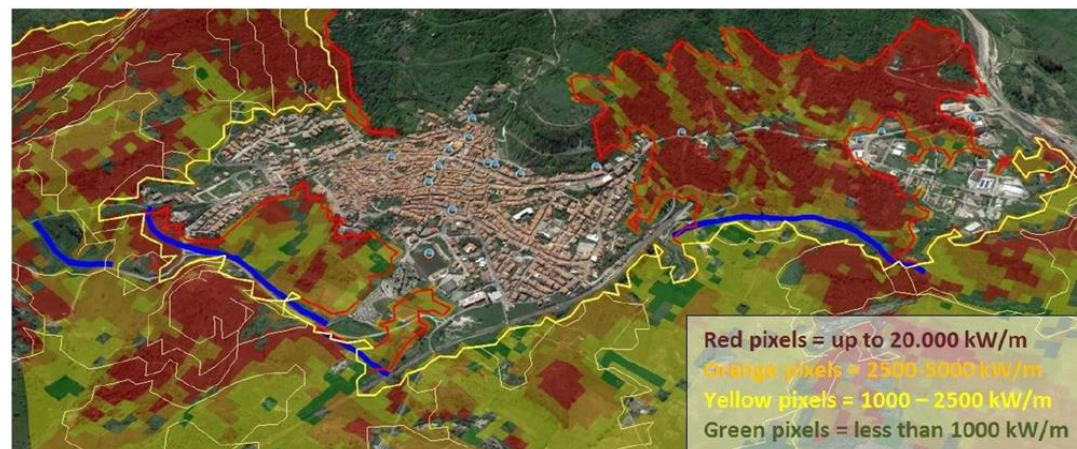 Red pixels = up to 20.000 kW/m
Orange pixels = 2500-5000 kW/m
Yellow pixels = 1000 – 2500 kW/m
Green pixels = less than 1000 kW/m